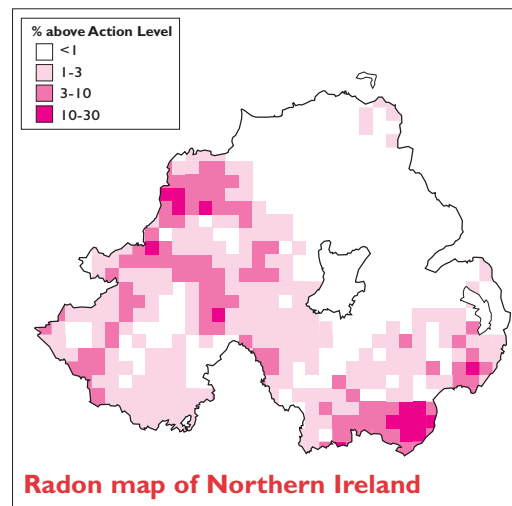 % above Action Level
<1
1-3
3-10
10-30
Radon map of Northern Ireland